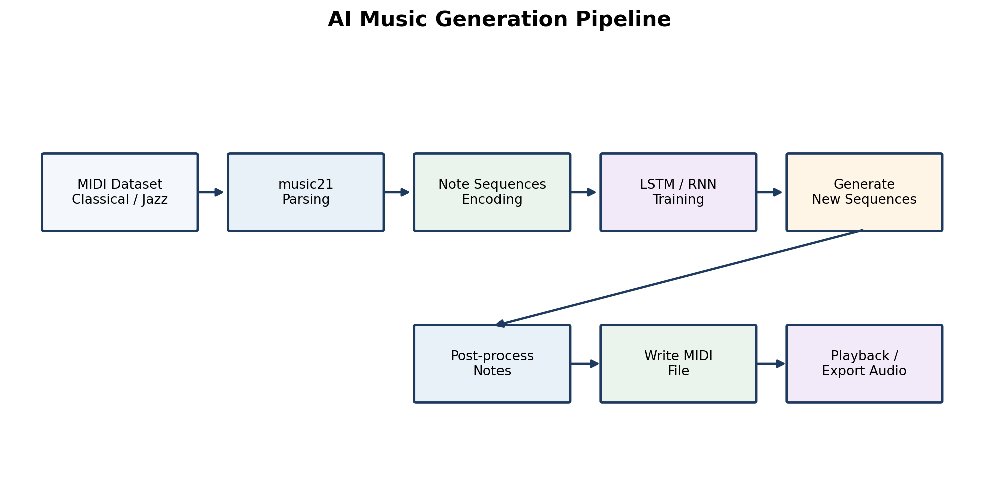 AI Music Generation Pipeline
MIDI Dataset
Classical / Jazz
music21
Parsing
Note Sequences
Encoding
LSTM / RNN
Training
Generate
New Sequences
Post-process
Notes
Write MIDI
File
Playback /
Export Audio